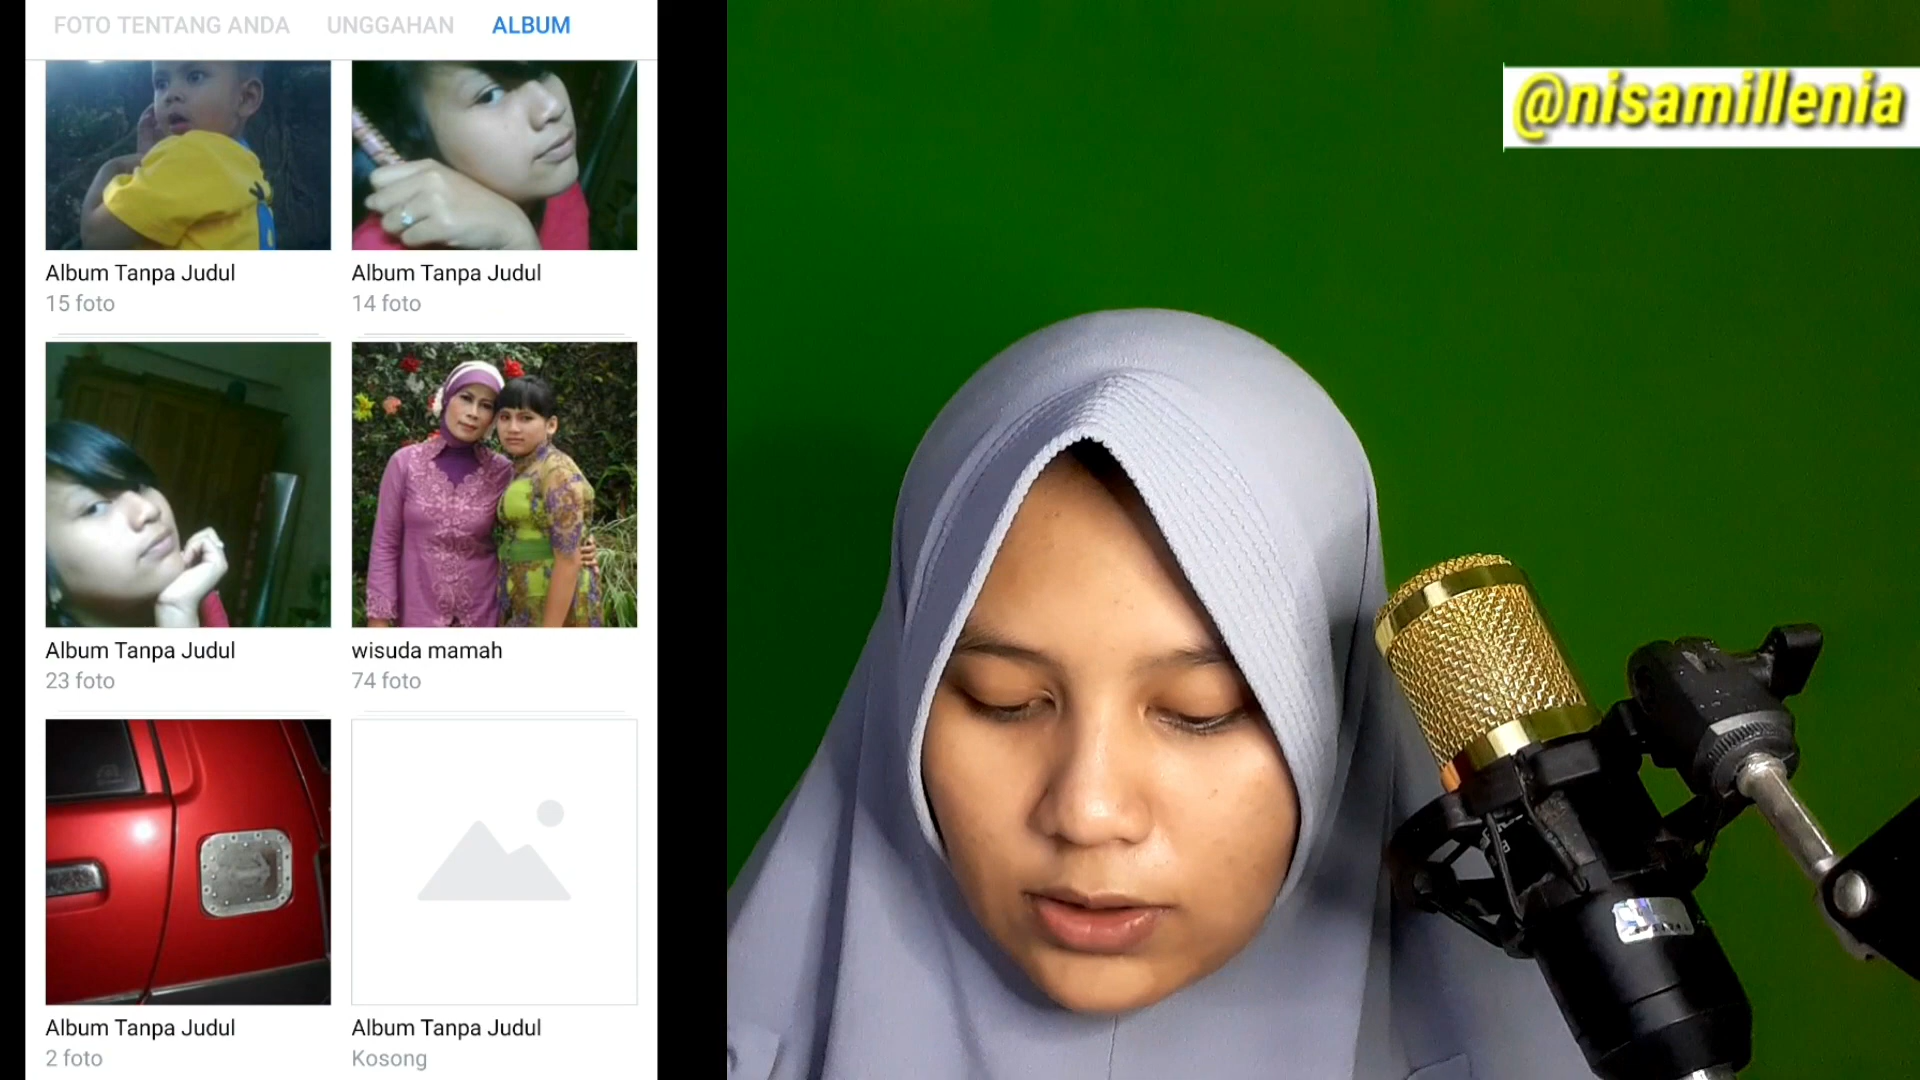 FOTO TENTANG ANDA UNGGAHAN ALBUM
@nisamillenia
Album Tanpa Judul
15 foto
Album Tanpa Judul
14 foto
Album Tanpa Judul
23 foto
wisuda mamah
74 foto
Album Tanpa Judul
2 foto
Album Tanpa Judul
Kosong